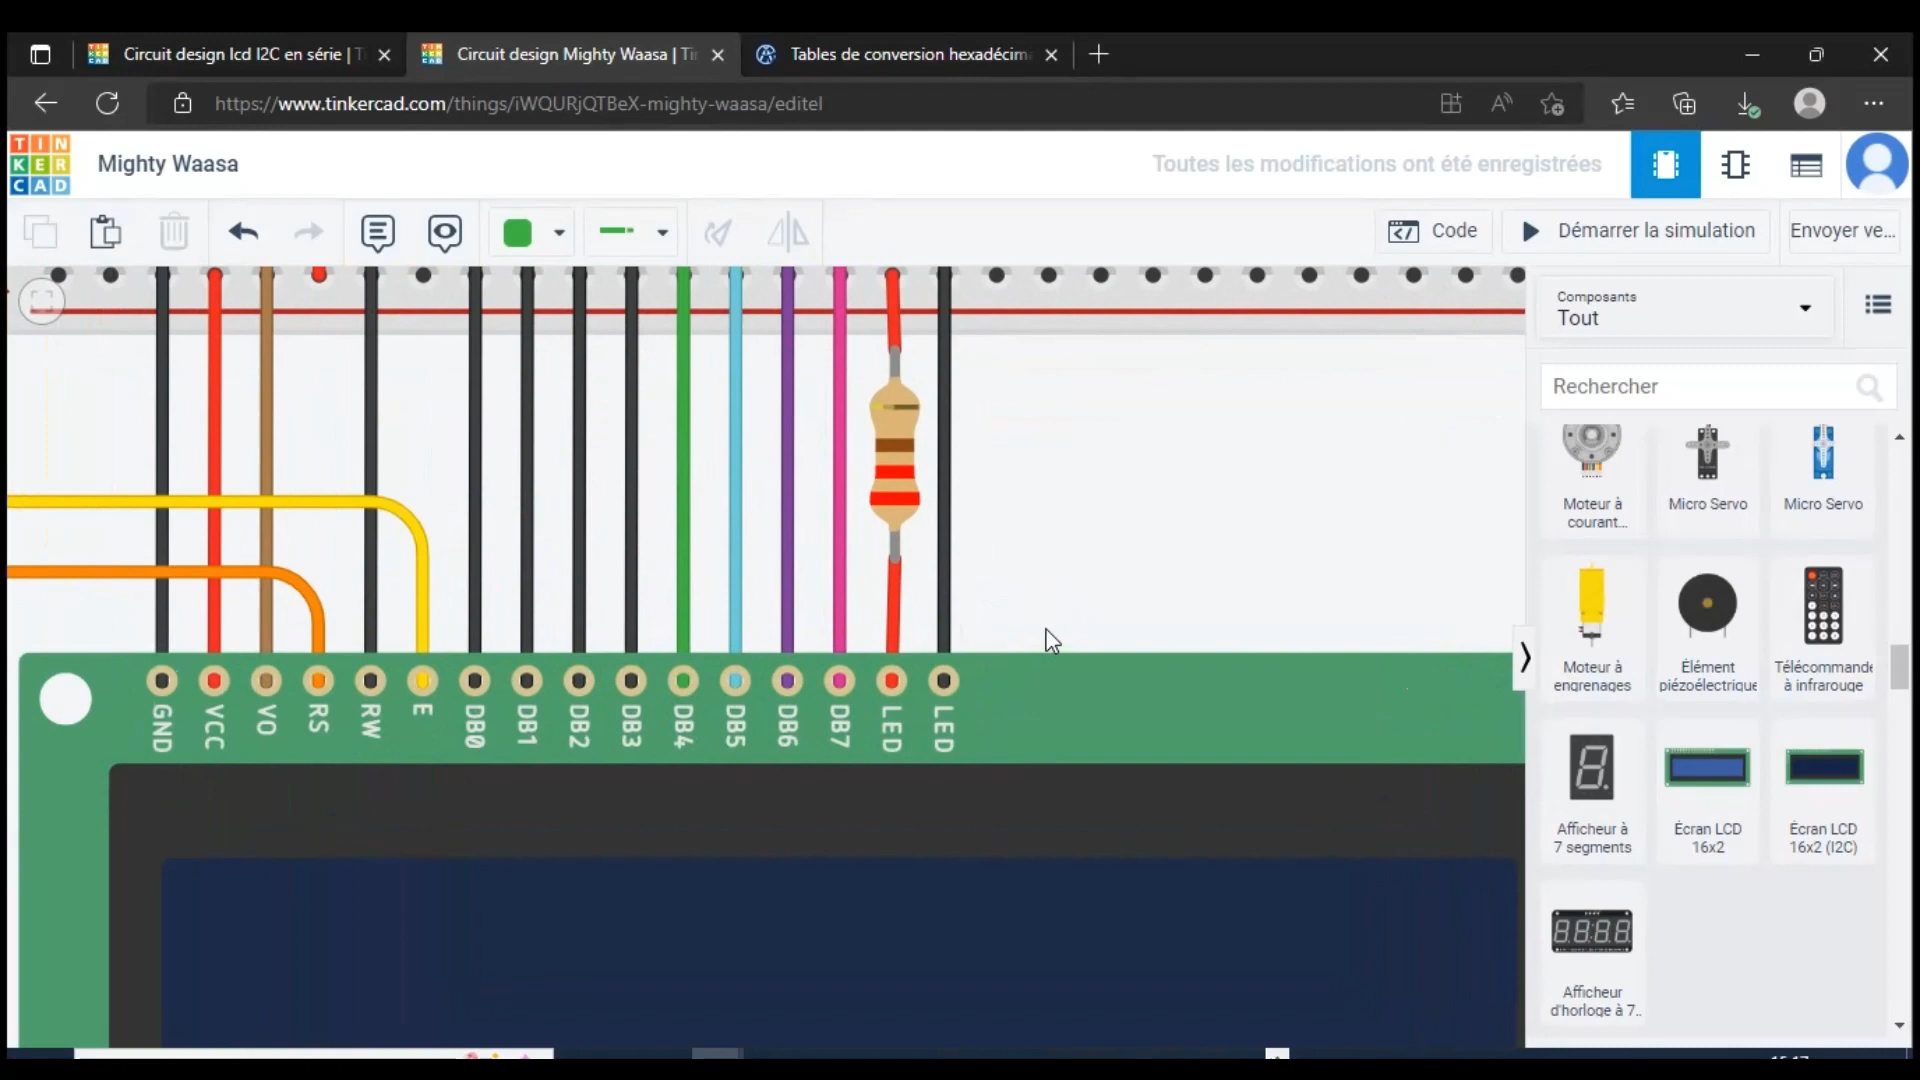 Circuit design lcd I2C en série | T
Circuit design Mighty Waasa | Tin
Tables de conversion hexadécim
https://www.tinkercad.com/things/iWQURjQTBeX-mighty-waasa/editel
TIN
KER
CAD
Mighty Waasa
Toutes les modifications ont été enregistrées
Code
Démarrer la simulation
Envoyer ve...
Composants
Tout
Rechercher
Moteur à
courant...
Micro Servo
Micro Servo
Moteur à
engrenages
Élément
piézoélectrique
Télécommande
à infrarouge
Afficheur à
7 segments
Écran LCD
16x2
Écran LCD
16x2 (I2C)
Afficheur
d'horloge à 7..
GND
VCC
VO
RS
RW
E
DB0
DB1
DB2
DB3
DB4
DB5
DB6
DB7
LED
LED